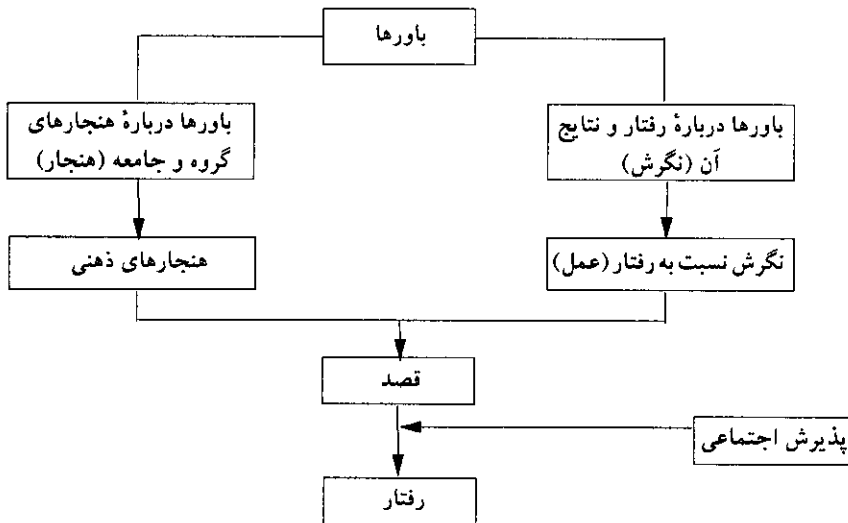 باورها
باورها دربارهٔ رفتار و نتایج
آن (نگرش)
باورها دربارهٔ هنجارهای
گروه و جامعه (هنجار)
نگرش نسبت به رفتار (عمل)
هنجارهای ذهنی
قصد
پذیرش اجتماعی
رفتار